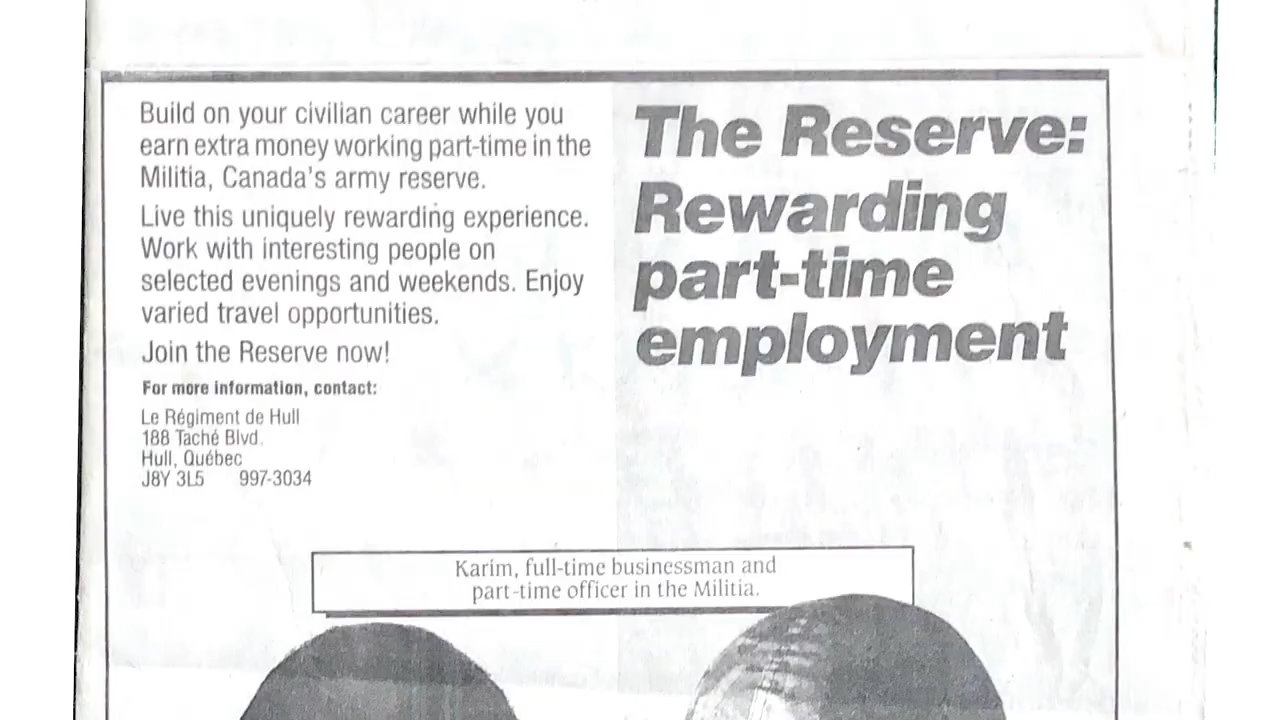 Build on your civilian career while you
earn extra money working part-time in the
Militia, Canada's army reserve.
Live this uniquely rewarding experience.
Work with interesting people on
selected evenings and weekends. Enjoy
varied travel opportunities.
Join the Reserve now!
For more information, contact:
Le Régiment de Hull
188 Taché Blvd.
Hull, Québec
J8Y 3L5 997-3034
The Reserve:
Rewarding
part-time
employment
Karim, full-time businessman and
part-time officer in the Militia.